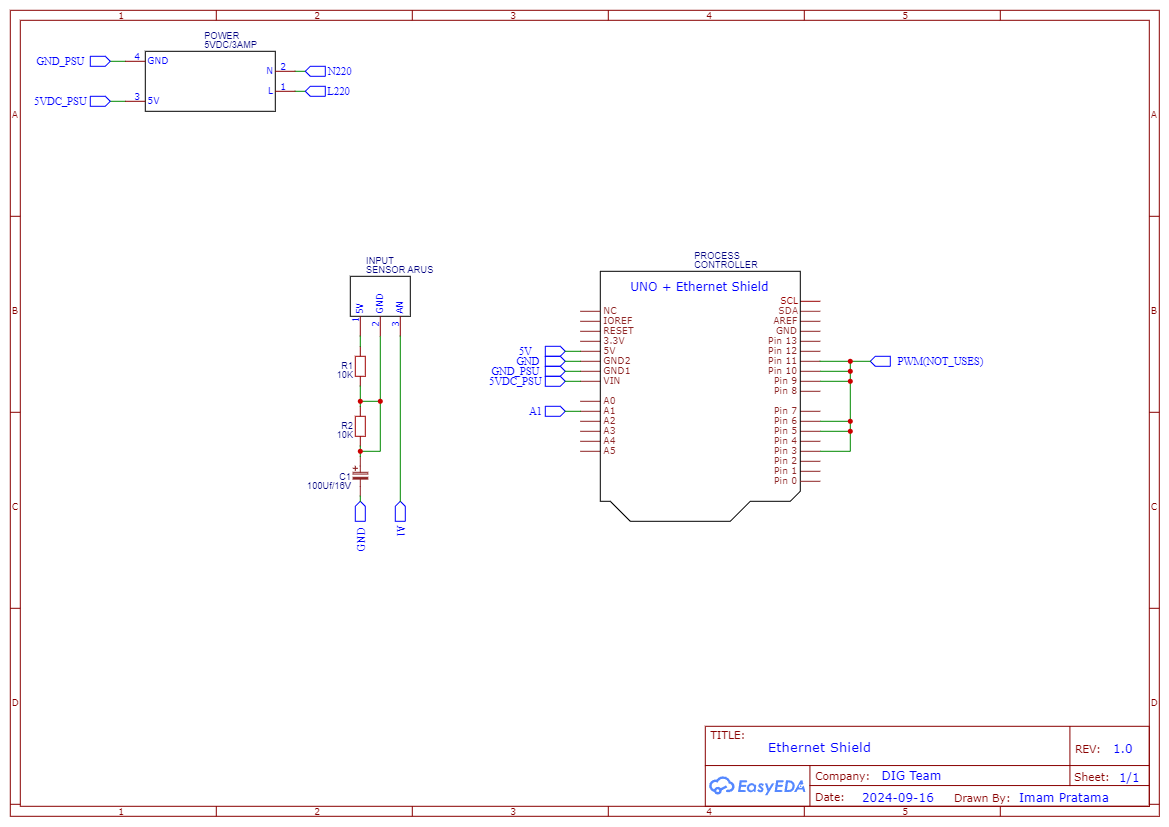 1 2 3 4 5
A A
B B
C C
D D
POWER
5VDC/3AMP
GND_PSU 4 GND
N 2 N220
L 1 L220
5VDC_PSU 3 5V
INPUT
SENSOR ARUS
5V GND AN
1 2 3
R1
10K
R2
10K
+
C1
100Uf/16V
GND A1
PROCESS
CONTROLLER
UNO + Ethernet Shield
NC
IOREF
RESET
3.3V
5V 5V
GND GND2
GND_PSU GND1
5VDC_PSU VIN
A0
A1 A1
A2
A3
A4
A5
SCL
SDA
AREF
GND
Pin 13
Pin 12
Pin 11 PWM(NOT_USES)
Pin 10
Pin 9
Pin 8
Pin 7
Pin 6
Pin 5
Pin 4
Pin 3
Pin 2
Pin 1
Pin 0
TITLE:
Ethernet Shield
REV: 1.0
EasyEDA
Company: DIG Team
Sheet: 1/1
Date: 2024-09-16 Drawn By: Imam Pratama
1 2 3 4 5